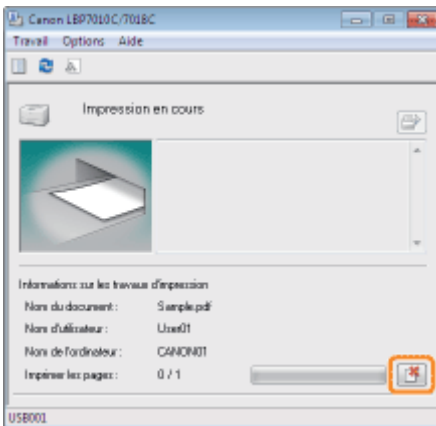 Canon LBP7010C/7018C
Travail Options Aide
Impression en cours
Informations sur les travaux d'impression
Nom du document : Sample.pdf
Nom d'utilisateur : User01
Nom de l'ordinateur : CANON01
Imprimer les pages : 0 / 1
USB001